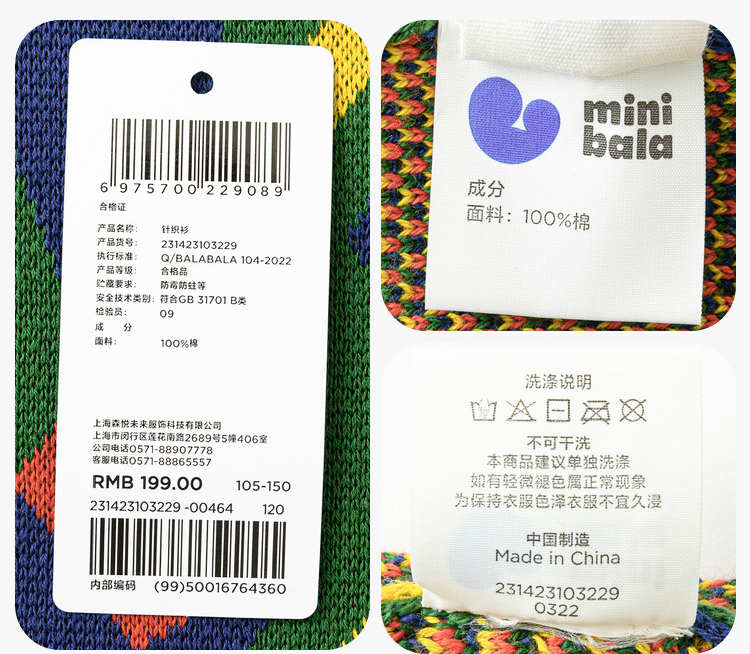 6 975700 229089
合格证
产品名称： 针织衫
产品货号： 231423103229
执行标准： Q/BALABALA 104-2022
产品等级： 合格品
贮藏要求： 防霉防蛀等
安全技术类别： 符合GB 31701 B类
检验员： 09
成 分
面料： 100%棉
上海森悦未来服饰科技有限公司
上海市闵行区莲花南路2689号5幢406室
公司电话0571-88907778
客服电话0571-88865557
RMB 199.00 105-150
231423103229 -00464 120
内部编码 (99)50016764360
mini
bala
成分
面料：100%棉
洗涤说明
不可干洗
本商品建议单独洗涤
如有轻微褪色属正常现象
为保持衣服色泽衣服不宜久浸
中国制造
Made in China
231423103229
0322